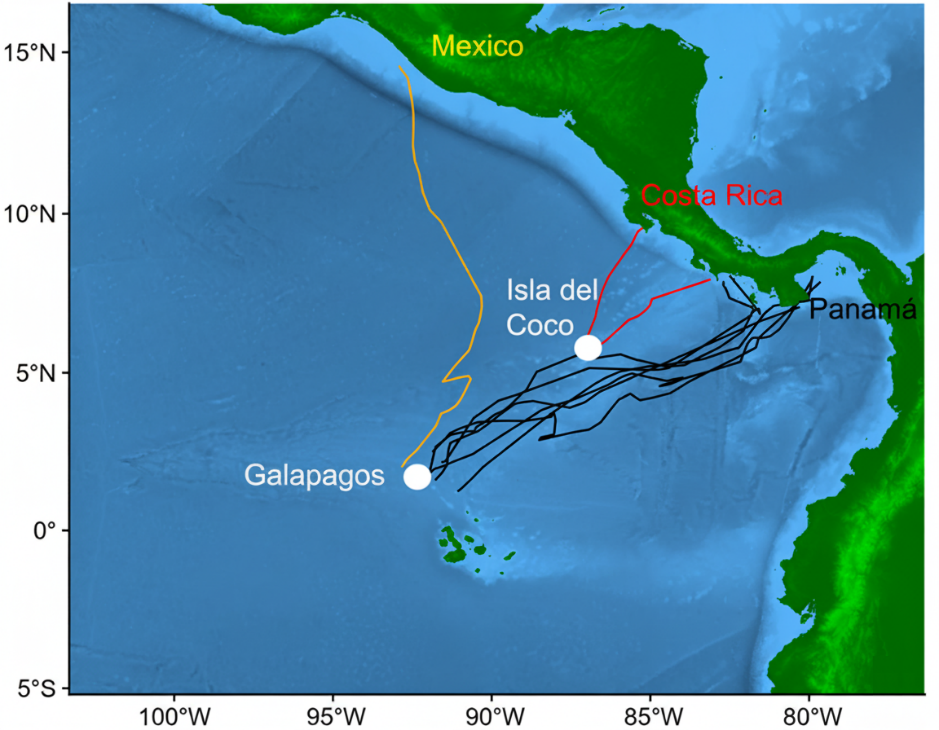 15°N
Mexico
10°N
Costa Rica
Isla del
Coco
Panamá
5°N
Galapagos
0°
5°S
100°W
95°W
90°W
85°W
80°W